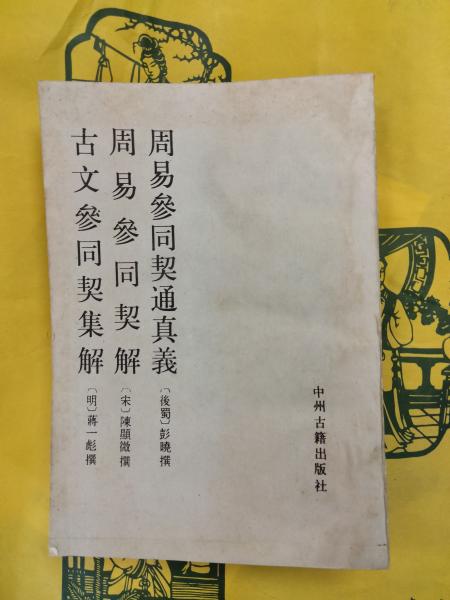 周易參同契通真義
〔後蜀〕彭曉撰
周易參同契解
〔宋〕陳顯微撰
古文參同契集解
〔明〕蔣一彪撰
中州古籍出版社